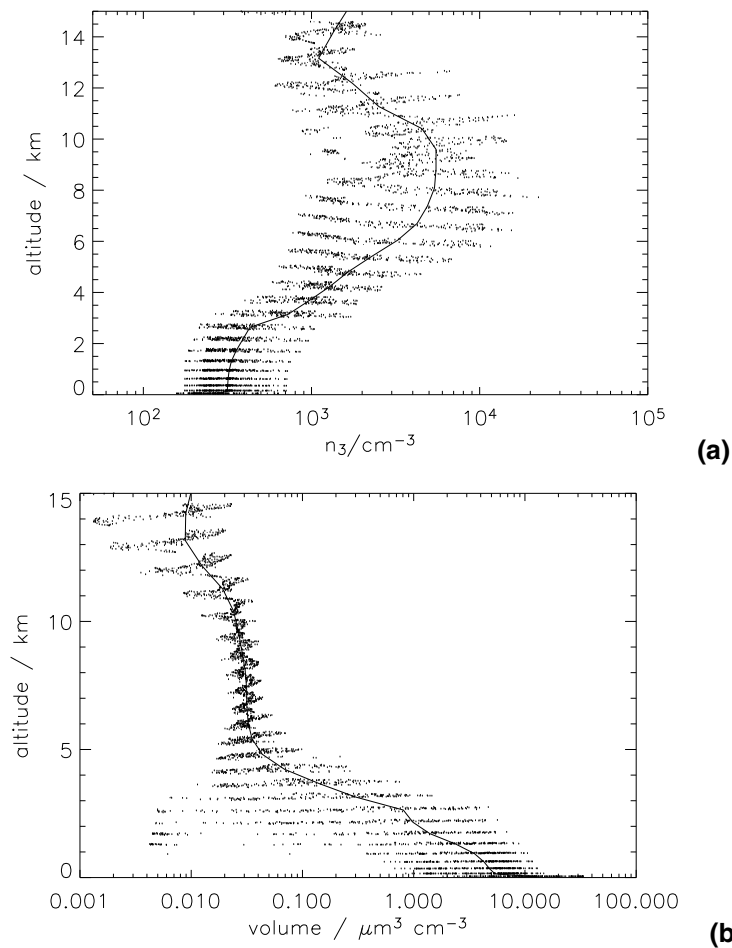 14
12
10
8
6
4
2
0
altitude / km
10² 10³ 10⁴ 10⁵
n₃/cm⁻³
(a)
15
10
5
0
altitude / km
0.001 0.010 0.100 1.000 10.000 100.000
volume / μm³ cm⁻³
(b